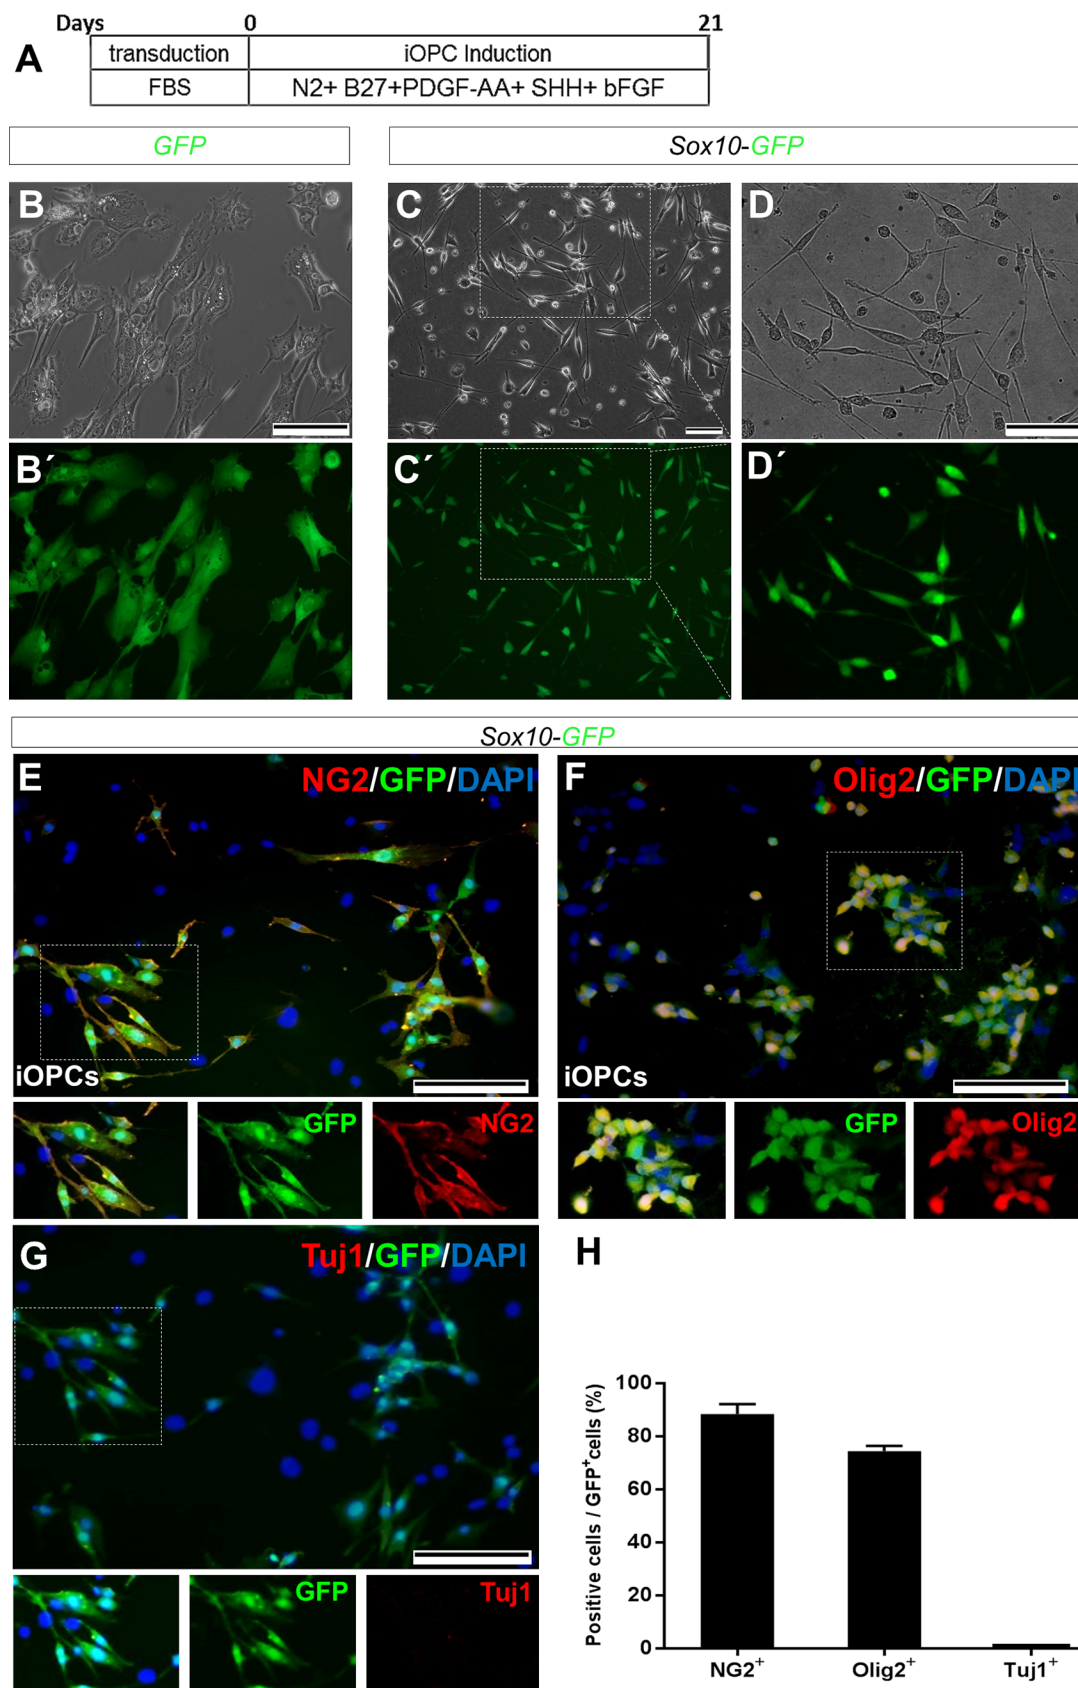 Days 0 21
A
transduction iOPC Induction
FBS N2+ B27+PDGF-AA+ SHH+ bFGF
GFP Sox10-GFP
B C D
B´ C´ D´
Sox10-GFP
E NG2/GFP/DAPI
iOPCs
GFP NG2
F Olig2/GFP/DAPI
iOPCs
GFP Olig2
G Tuj1/GFP/DAPI
GFP Tuj1
H
Positive cells / GFP⁺cells (%)
100
80
60
40
20
0
NG2⁺ Olig2⁺ Tuj1⁺